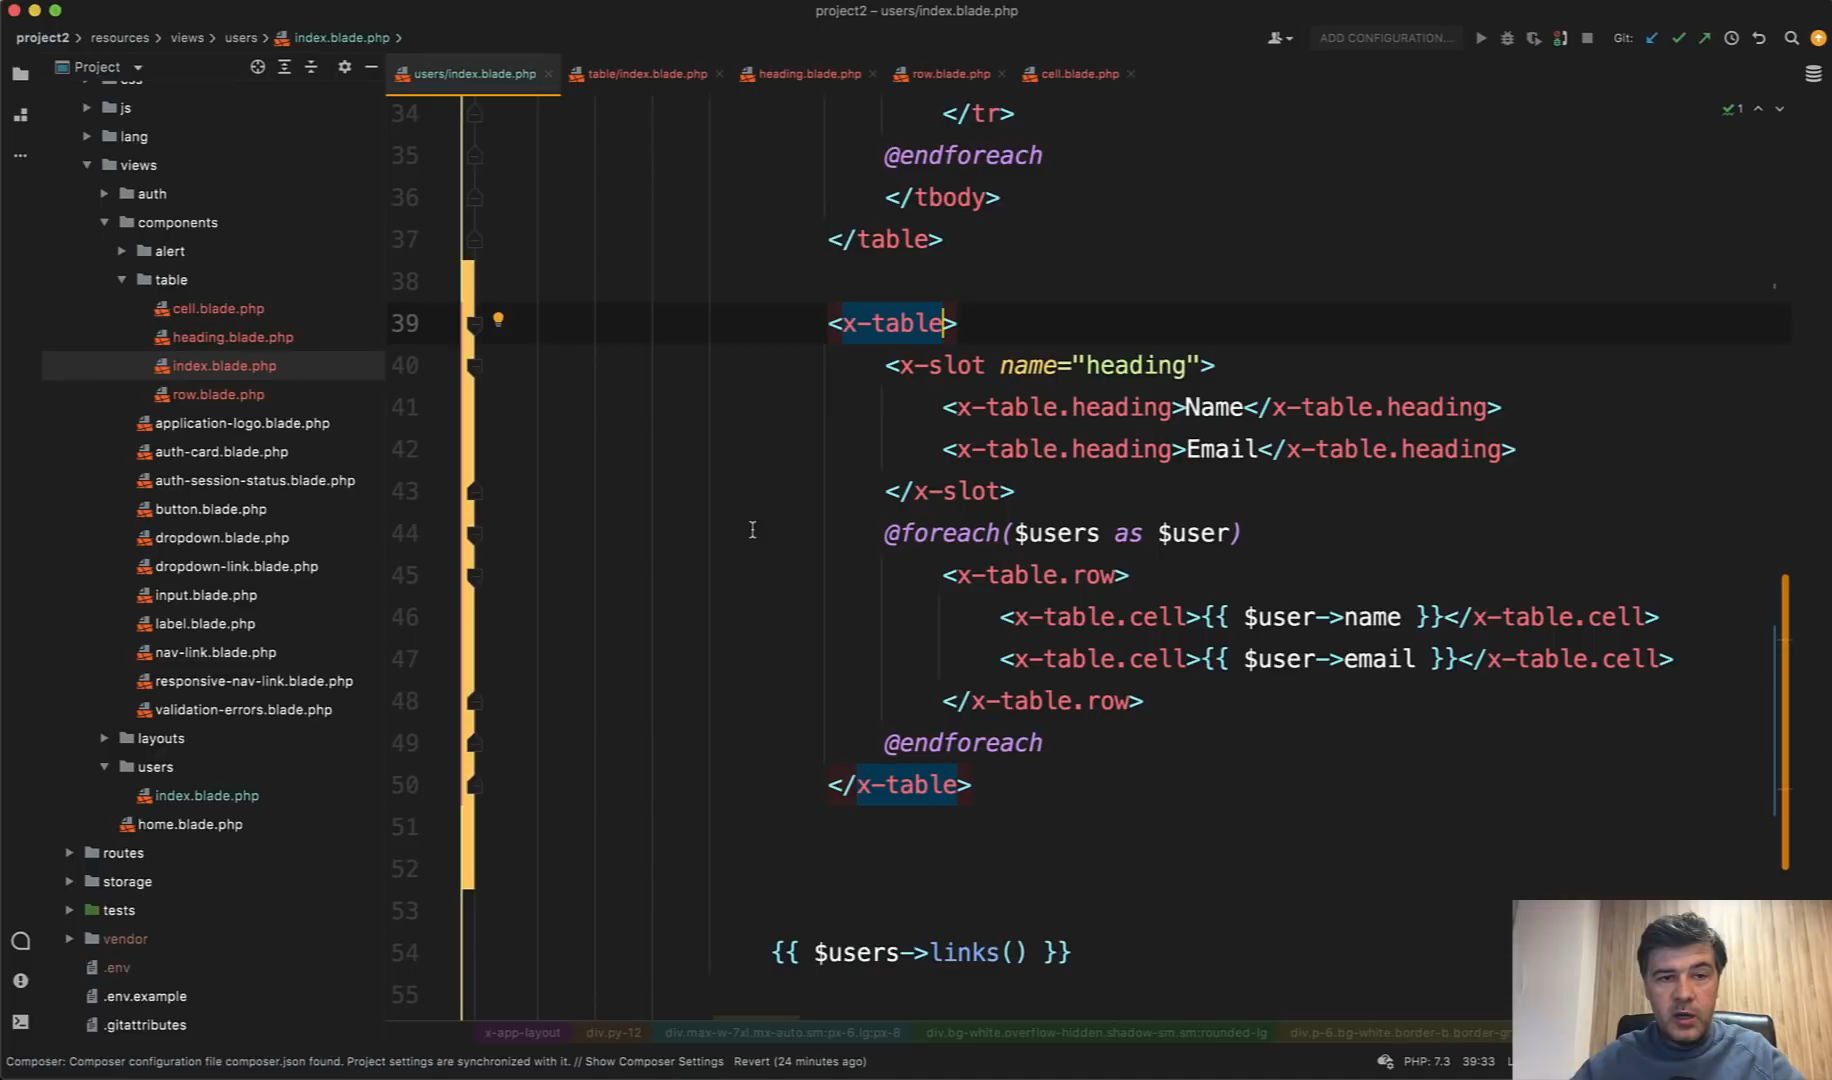 project2 – users/index.blade.php
project2 > resources > views > users > index.blade.php >
ADD CONFIGURATION...
Git:
Project
users/index.blade.php
table/index.blade.php
heading.blade.php
row.blade.php
cell.blade.php
js
lang
views
auth
components
alert
table
cell.blade.php
heading.blade.php
index.blade.php
row.blade.php
application-logo.blade.php
auth-card.blade.php
auth-session-status.blade.php
button.blade.php
dropdown.blade.php
dropdown-link.blade.php
input.blade.php
label.blade.php
nav-link.blade.php
responsive-nav-link.blade.php
validation-errors.blade.php
layouts
users
index.blade.php
home.blade.php
routes
storage
tests
vendor
.env
.env.example
.gitattributes
1
34 </tr>
35 @endforeach
36 </tbody>
37 </table>
38
39 <x-table>
40 <x-slot name="heading">
41 <x-table.heading>Name</x-table.heading>
42 <x-table.heading>Email</x-table.heading>
43 </x-slot>
44 @foreach($users as $user)
45 <x-table.row>
46 <x-table.cell>{{ $user->name }}</x-table.cell>
47 <x-table.cell>{{ $user->email }}</x-table.cell>
48 </x-table.row>
49 @endforeach
50 </x-table>
51
52
53
54 {{ $users->links() }}
55
x-app-layout
div.py-12
div.max-w-7xl.mx-auto.sm:px-6.lg:px-8
div.bg-white.overflow-hidden.shadow-sm.sm:rounded-lg
div.p-6.bg-white.border-b.border-gr
Composer: Composer configuration file composer.json found. Project settings are synchronized with it. // Show Composer Settings Revert (24 minutes ago)
PHP: 7.3
39:33